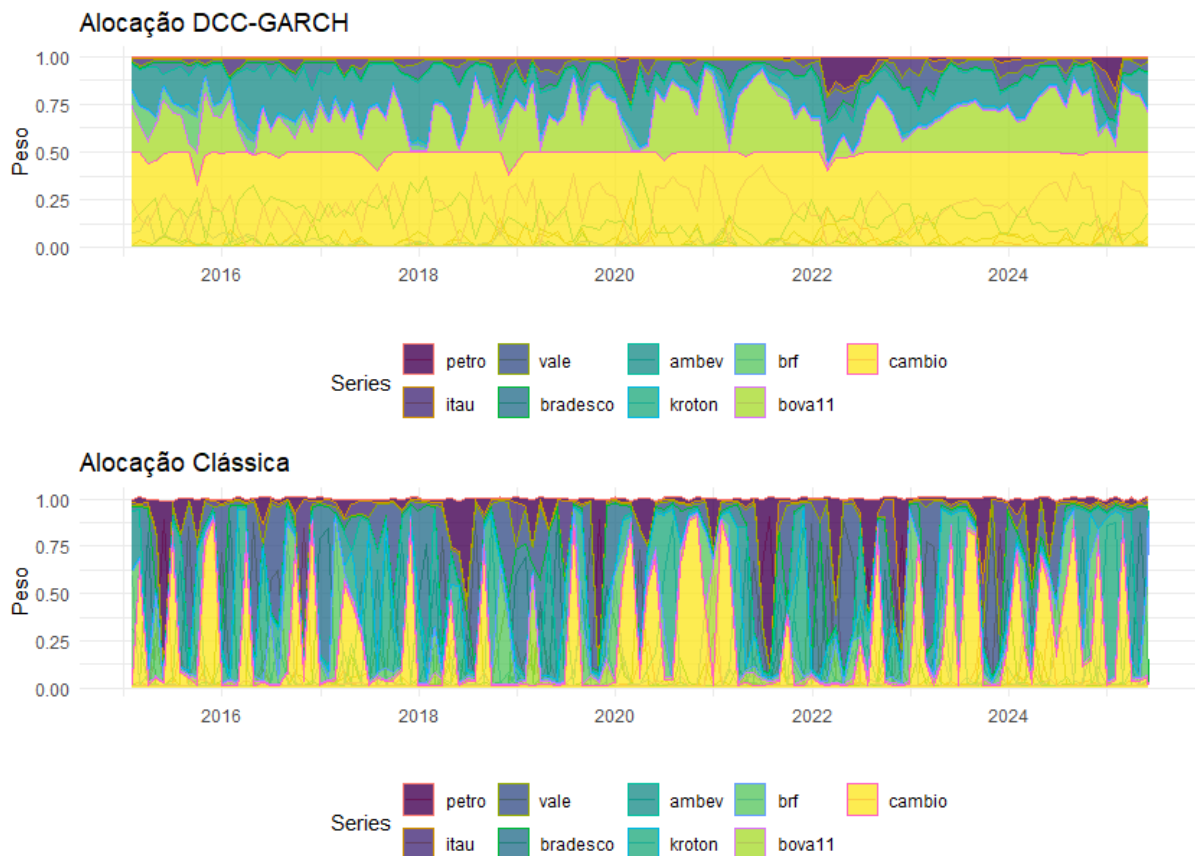 Alocação DCC-GARCH
1.00
0.75
0.50
0.25
0.00
Peso
2016 2018 2020 2022 2024
Series
petro vale ambev brf cambio
itau bradesco kroton bova11
Alocação Clássica
1.00
0.75
0.50
0.25
0.00
Peso
2016 2018 2020 2022 2024
Series
petro vale ambev brf cambio
itau bradesco kroton bova11